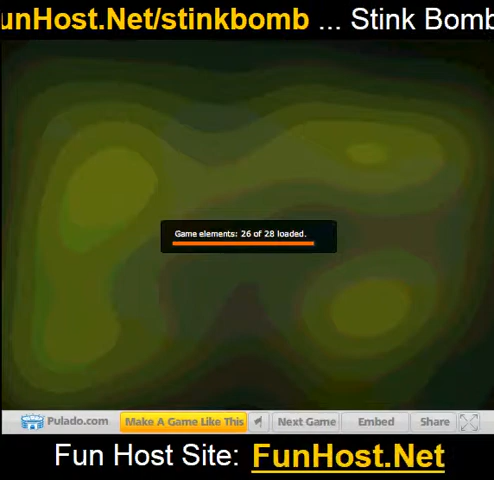 unHost.Net/stinkbomb ... Stink Bomb
Game elements: 26 of 28 loaded.
Pulado.com Make A Game Like This Next Game Embed Share
Fun Host Site: FunHost.Net